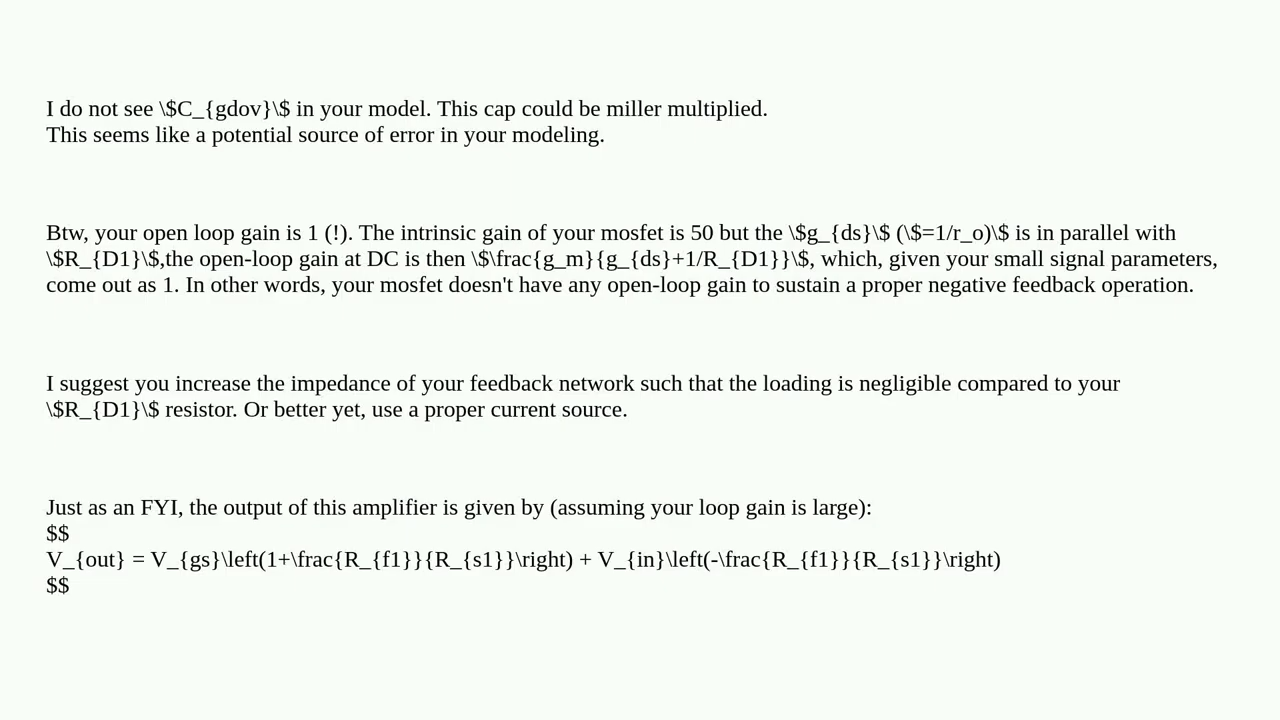 I do not see \$C_{gdov}\$ in your model. This cap could be miller multiplied.
This seems like a potential source of error in your modeling.
Btw, your open loop gain is 1 (!). The intrinsic gain of your mosfet is 50 but the \$g_{ds}\$ (\$=1/r_o)\$ is in parallel with
\$R_{D1}\$,the open-loop gain at DC is then \$\frac{g_m}{g_{ds}+1/R_{D1}}\$, which, given your small signal parameters,
come out as 1. In other words, your mosfet doesn't have any open-loop gain to sustain a proper negative feedback operation.
I suggest you increase the impedance of your feedback network such that the loading is negligible compared to your
\$R_{D1}\$ resistor. Or better yet, use a proper current source.
Just as an FYI, the output of this amplifier is given by (assuming your loop gain is large):
$$
V_{out} = V_{gs}\left(1+\frac{R_{f1}}{R_{s1}}\right) + V_{in}\left(-\frac{R_{f1}}{R_{s1}}\right)
$$